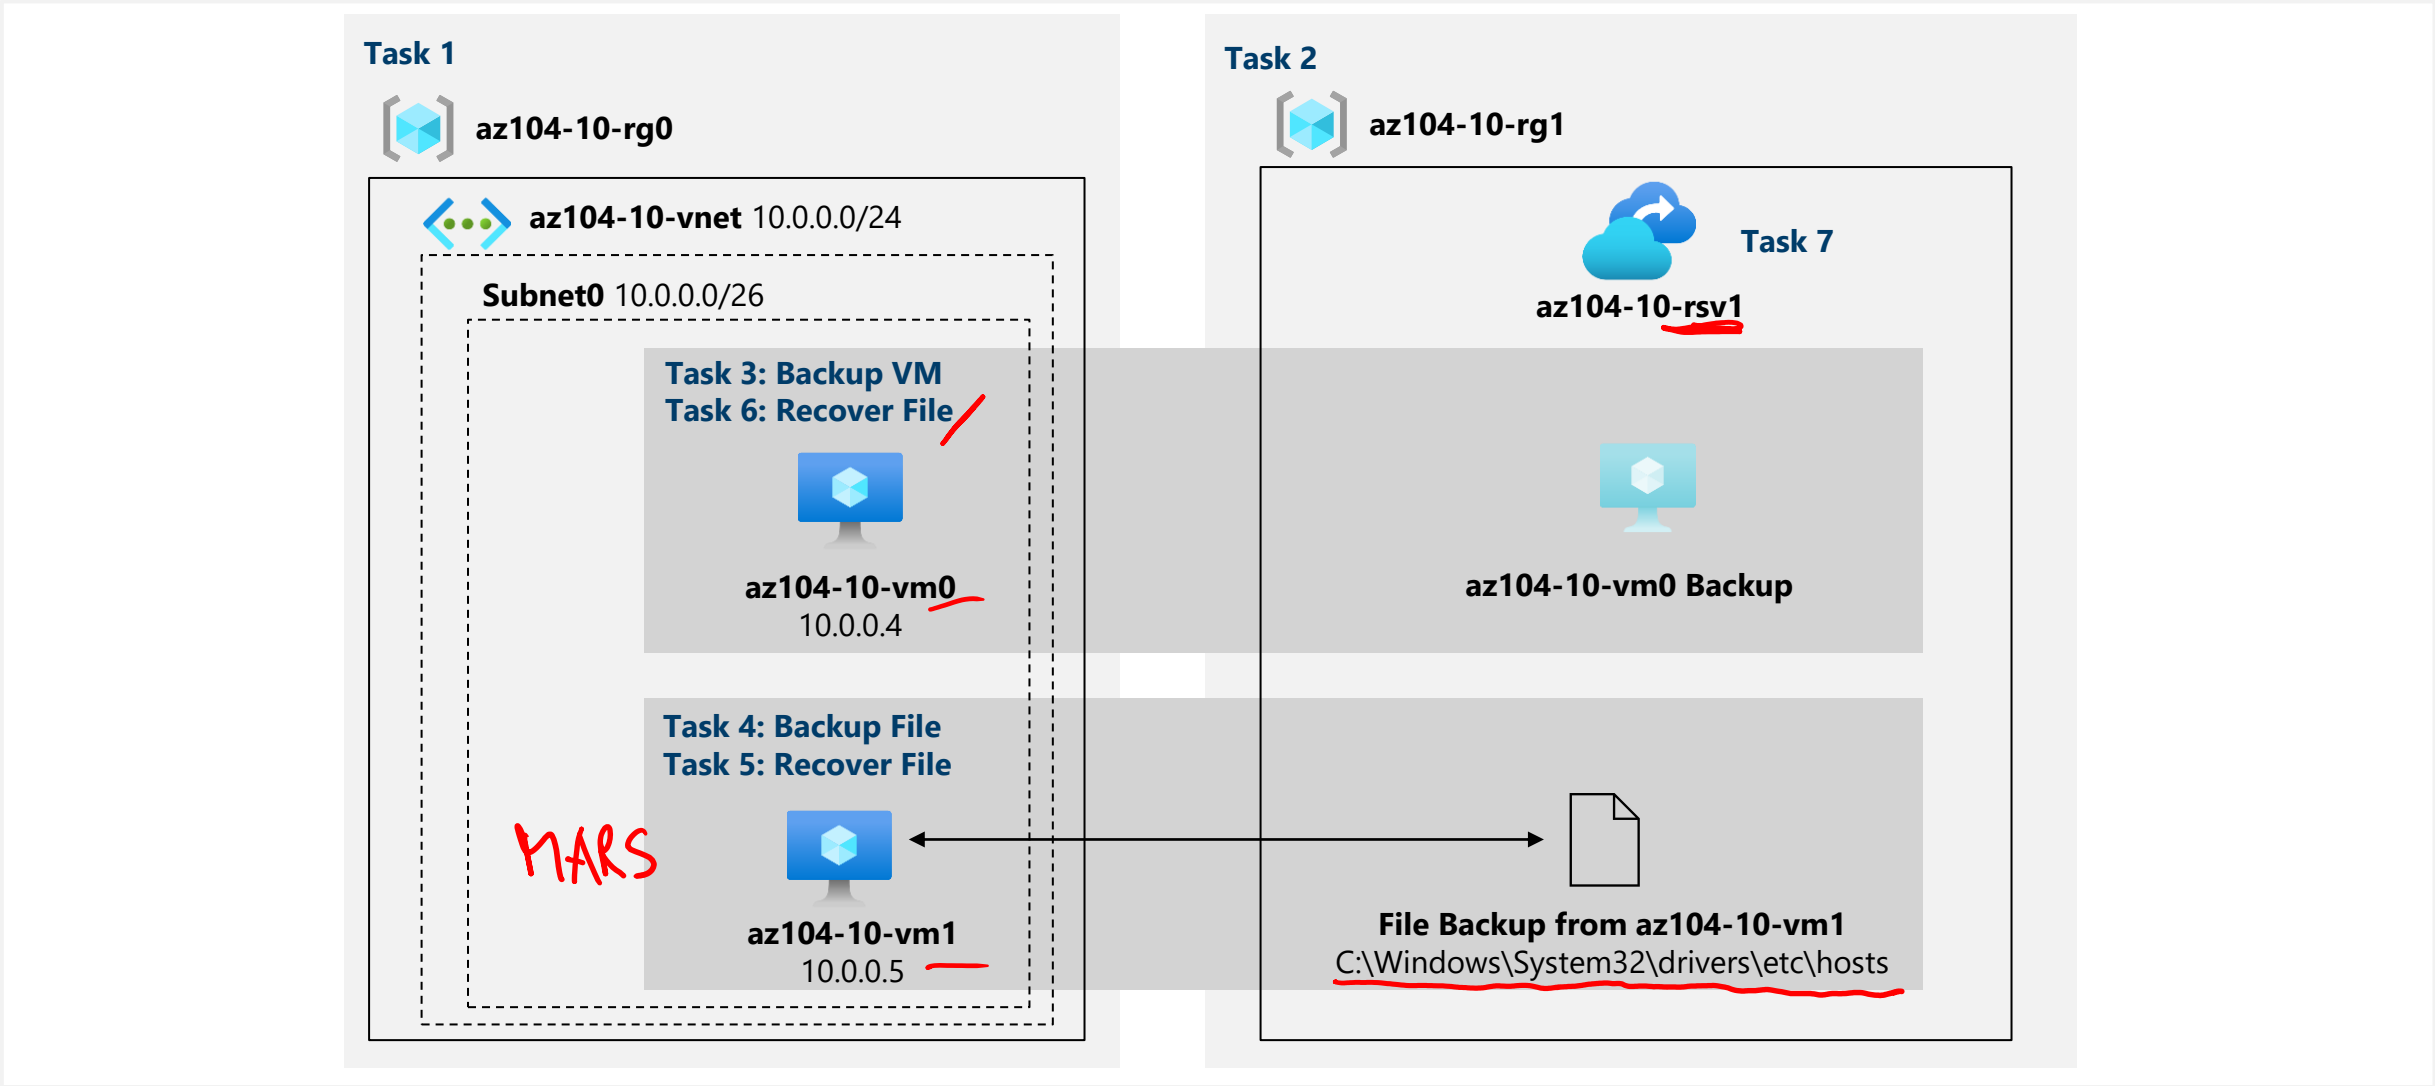 Task 1
az104-10-rg0
az104-10-vnet 10.0.0.0/24
Subnet0 10.0.0.0/26
Task 3: Backup VM
Task 6: Recover File
az104-10-vm0
10.0.0.4
Task 4: Backup File
Task 5: Recover File
MARS
az104-10-vm1
10.0.0.5
Task 2
az104-10-rg1
Task 7
az104-10-rsv1
az104-10-vm0 Backup
File Backup from az104-10-vm1
C:\Windows\System32\drivers\etc\hosts